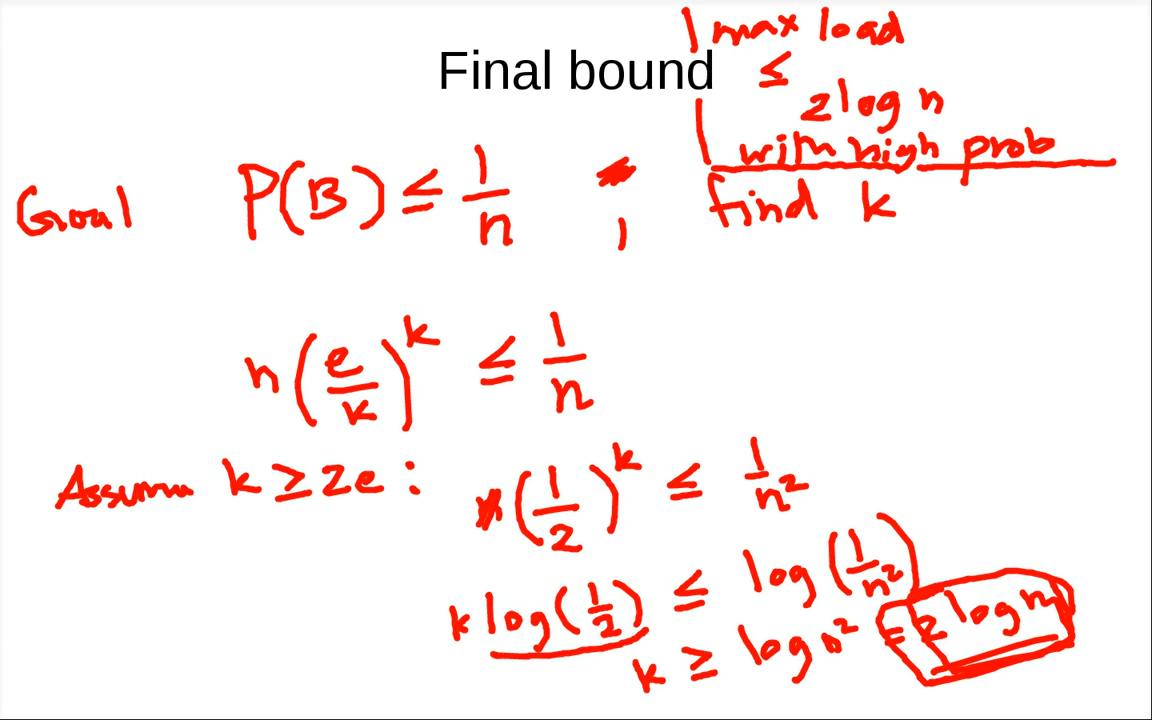 max load
Final bound ≤
2 log n
with high prob
Goal P(B) ≤ 1/n find k
n(e/k)^k ≤ 1/n
Assume k ≥ 2e : (1/2)^k ≤ 1/n²
k log(1/2) ≤ log(1/n²)
k ≥ log n² = 2 log n